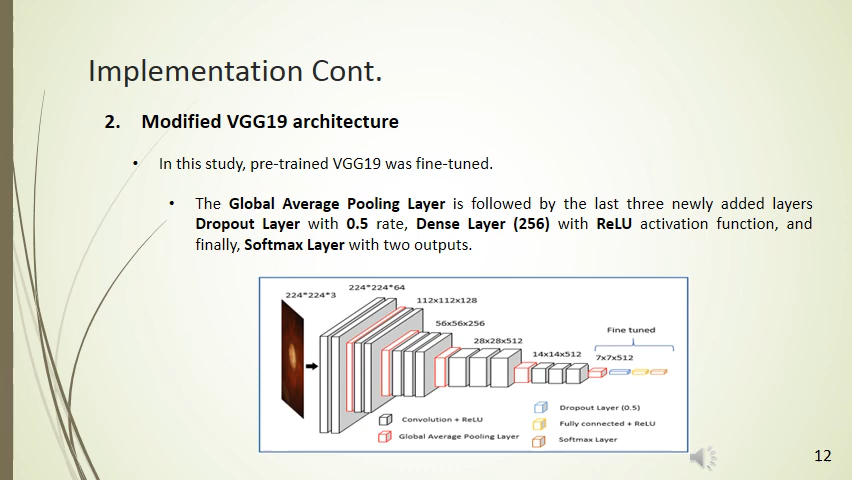 Implementation Cont.
2. Modified VGG19 architecture
• In this study, pre-trained VGG19 was fine-tuned.
• The Global Average Pooling Layer is followed by the last three newly added layers
Dropout Layer with 0.5 rate, Dense Layer (256) with ReLU activation function, and
finally, Softmax Layer with two outputs.
224*224*3
224*224*64
112x112x128
56x56x256
28x28x512
14x14x512
7x7x512
Fine tuned
Convolution + ReLU
Global Average Pooling Layer
Dropout Layer (0.5)
Fully connected + ReLU
Softmax Layer
12